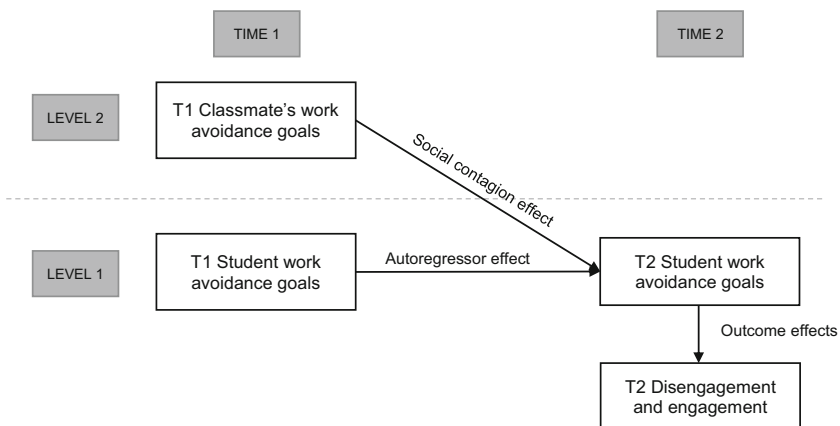 TIME 1
TIME 2
LEVEL 2
T1 Classmate's work
avoidance goals
Social contagion effect
LEVEL 1
T1 Student work
avoidance goals
Autoregressor effect
T2 Student work
avoidance goals
Outcome effects
T2 Disengagement
and engagement